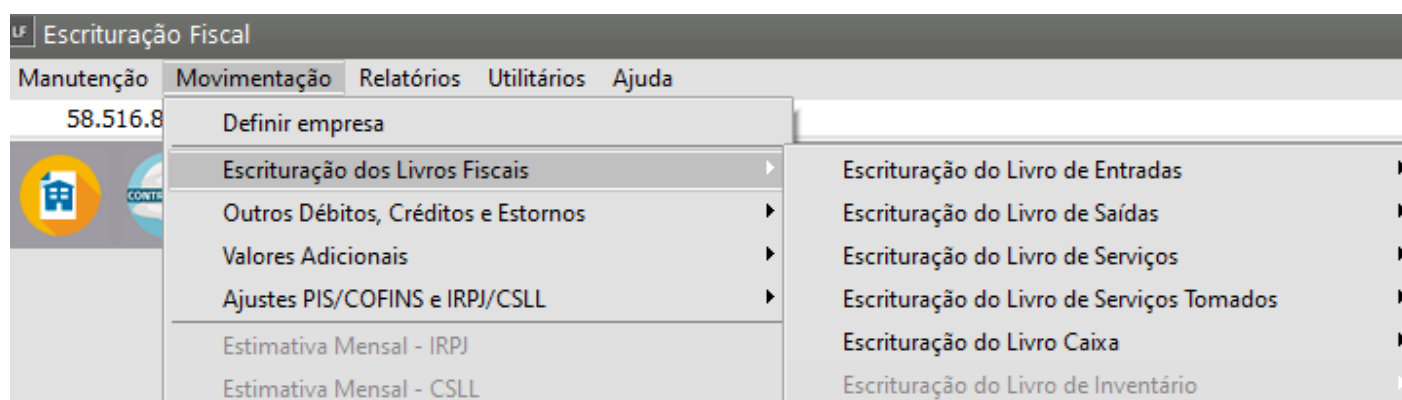 LF Escrituração Fiscal
Manutenção Movimentação Relatórios Utilitários Ajuda
58.516.8
Definir empresa
Escrituração dos Livros Fiscais
Outros Débitos, Créditos e Estornos
Valores Adicionais
Ajustes PIS/COFINS e IRPJ/CSLL
Estimativa Mensal - IRPJ
Estimativa Mensal - CSLL
Escrituração do Livro de Entradas
Escrituração do Livro de Saídas
Escrituração do Livro de Serviços
Escrituração do Livro de Serviços Tomados
Escrituração do Livro Caixa
Escrituração do Livro de Inventário
CONTR